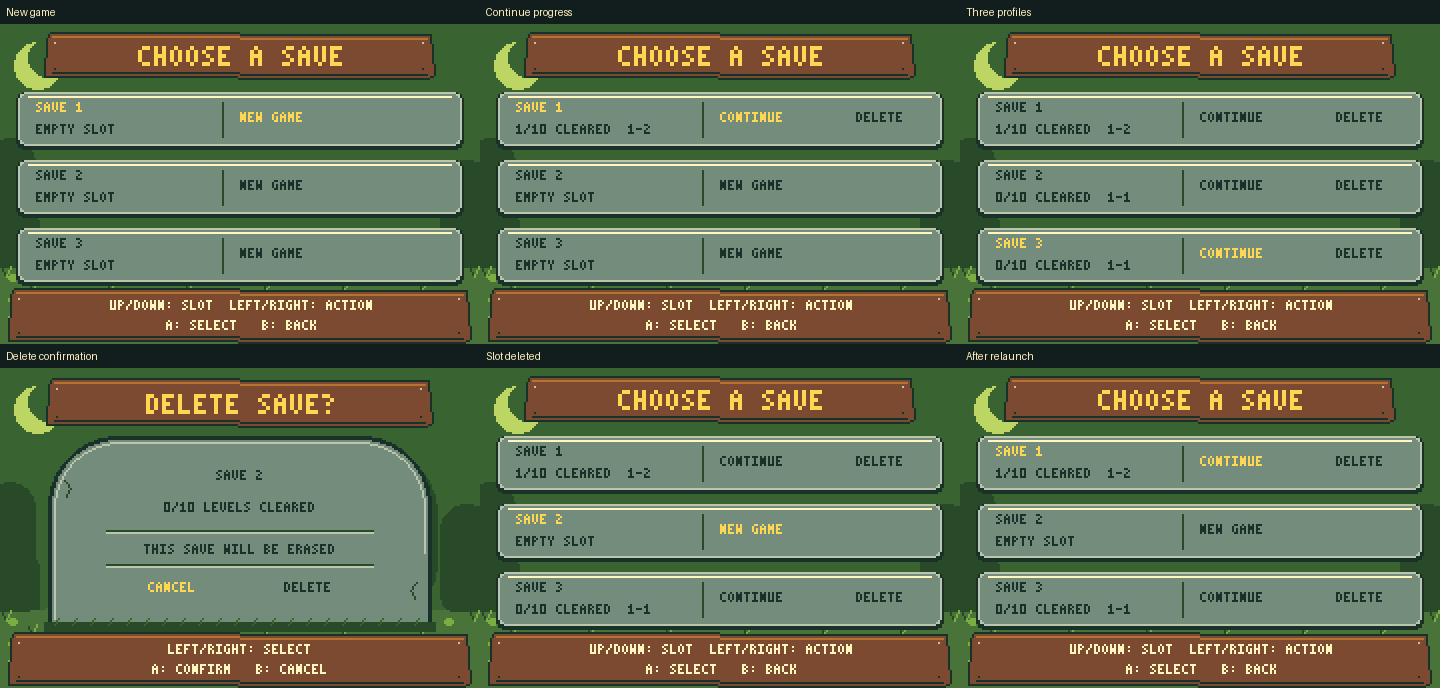 New game
CHOOSE A SAVE
SAVE 1
EMPTY SLOT
NEW GAME
SAVE 2
EMPTY SLOT
NEW GAME
SAVE 3
EMPTY SLOT
NEW GAME
UP/DOWN: SLOT LEFT/RIGHT: ACTION
A: SELECT B: BACK
Continue progress
CHOOSE A SAVE
SAVE 1
1/10 CLEARED 1-2
CONTINUE
DELETE
SAVE 2
EMPTY SLOT
NEW GAME
SAVE 3
EMPTY SLOT
NEW GAME
UP/DOWN: SLOT LEFT/RIGHT: ACTION
A: SELECT B: BACK
Three profiles
CHOOSE A SAVE
SAVE 1
1/10 CLEARED 1-2
CONTINUE
DELETE
SAVE 2
0/10 CLEARED 1-1
CONTINUE
DELETE
SAVE 3
0/10 CLEARED 1-1
CONTINUE
DELETE
UP/DOWN: SLOT LEFT/RIGHT: ACTION
A: SELECT B: BACK
Delete confirmation
DELETE SAVE?
SAVE 2
0/10 LEVELS CLEARED
THIS SAVE WILL BE ERASED
CANCEL
DELETE
LEFT/RIGHT: SELECT
A: CONFIRM B: CANCEL
Slot deleted
CHOOSE A SAVE
SAVE 1
1/10 CLEARED 1-2
CONTINUE
DELETE
SAVE 2
EMPTY SLOT
NEW GAME
SAVE 3
0/10 CLEARED 1-1
CONTINUE
DELETE
UP/DOWN: SLOT LEFT/RIGHT: ACTION
A: SELECT B: BACK
After relaunch
CHOOSE A SAVE
SAVE 1
1/10 CLEARED 1-2
CONTINUE
DELETE
SAVE 2
EMPTY SLOT
NEW GAME
SAVE 3
0/10 CLEARED 1-1
CONTINUE
DELETE
UP/DOWN: SLOT LEFT/RIGHT: ACTION
A: SELECT B: BACK